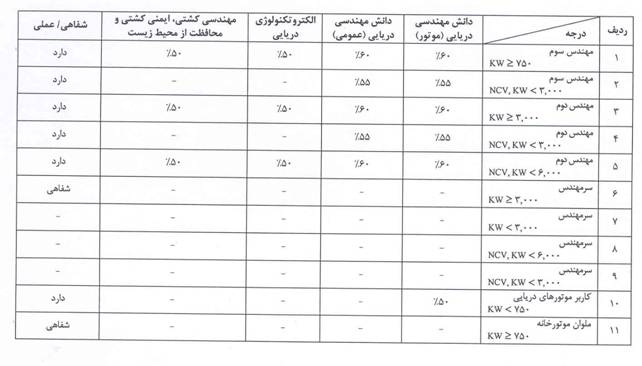 ردیف
درجه
دانش مهندسی
دریایی (موتور)
دانش مهندسی
دریایی (عمومی)
الکتروتکنولوژی
دریایی
مهندسی کشتی، ایمنی کشتی و
محافظت از محیط زیست
شفاهی/ عملی
۱
مهندس سوم
KW ≥ ۷۵۰
٪۶۰
٪۶۰
٪۵۰
٪۵۰
دارد
۲
مهندس سوم
NCV, KW < ۳,۰۰۰
٪۵۵
٪۵۵
-
-
دارد
۳
مهندس دوم
KW ≥ ۳,۰۰۰
٪۶۰
٪۶۰
٪۵۰
٪۵۰
دارد
۴
مهندس دوم
NCV, KW < ۳,۰۰۰
٪۵۵
٪۵۵
-
-
دارد
۵
مهندس دوم
NCV, KW < ۶,۰۰۰
٪۶۰
٪۶۰
٪۵۰
٪۵۰
دارد
۶
سرمهندس
KW ≥ ۳,۰۰۰
-
-
-
-
شفاهی
۷
سرمهندس
KW < ۳,۰۰۰
-
-
-
-
-
۸
سرمهندس
NCV, KW < ۶,۰۰۰
-
-
-
-
-
۹
سرمهندس
NCV, KW < ۳,۰۰۰
-
-
-
-
-
۱۰
کاربر موتورهای دریایی
KW < ۷۵۰
٪۵۰
-
-
-
دارد
۱۱
ملوان موتورخانه
KW ≥ ۷۵۰
-
-
-
-
شفاهی